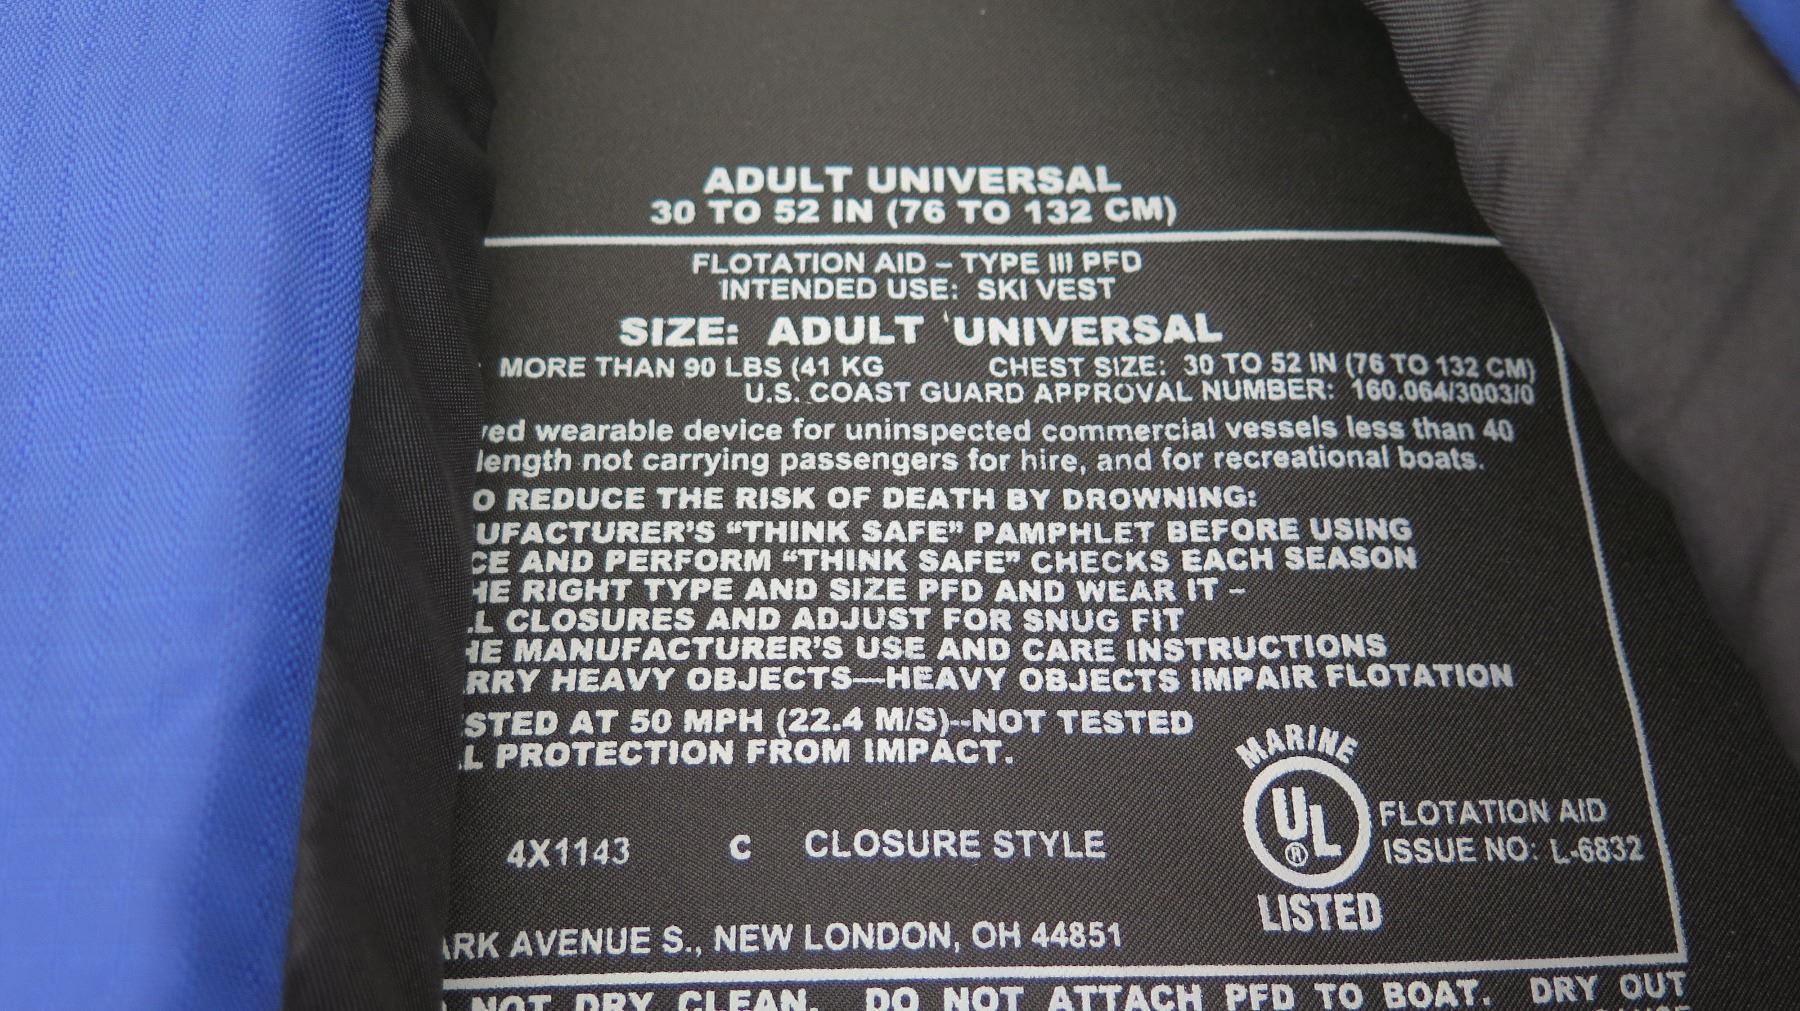 ADULT UNIVERSAL
30 TO 52 IN (76 TO 132 CM)
FLOTATION AID – TYPE III PFD
INTENDED USE: SKI VEST
SIZE: ADULT UNIVERSAL
MORE THAN 90 LBS (41 KG CHEST SIZE: 30 TO 52 IN (76 TO 132 CM)
U.S. COAST GUARD APPROVAL NUMBER: 160.064/3003/0
wearable device for uninspected commercial vessels less than 40
length not carrying passengers for hire, and for recreational boats.
REDUCE THE RISK OF DEATH BY DROWNING:
"THINK SAFE" PAMPHLET BEFORE USING
AND PERFORM "THINK SAFE" CHECKS EACH SEASON
RIGHT TYPE AND SIZE PFD AND WEAR IT –
CLOSURES AND ADJUST FOR SNUG FIT
MANUFACTURER'S USE AND CARE INSTRUCTIONS
HEAVY OBJECTS—HEAVY OBJECTS IMPAIR FLOTATION
AT 50 MPH (22.4 M/S)--NOT TESTED
PROTECTION FROM IMPACT.
MARINE
UL
®
FLOTATION AID
ISSUE NO: L-6832
LISTED
4X1143 C CLOSURE STYLE
AVENUE S., NEW LONDON, OH 44851
NOT DRY CLEAN. DO NOT ATTACH PFD TO BOAT. DRY OUT